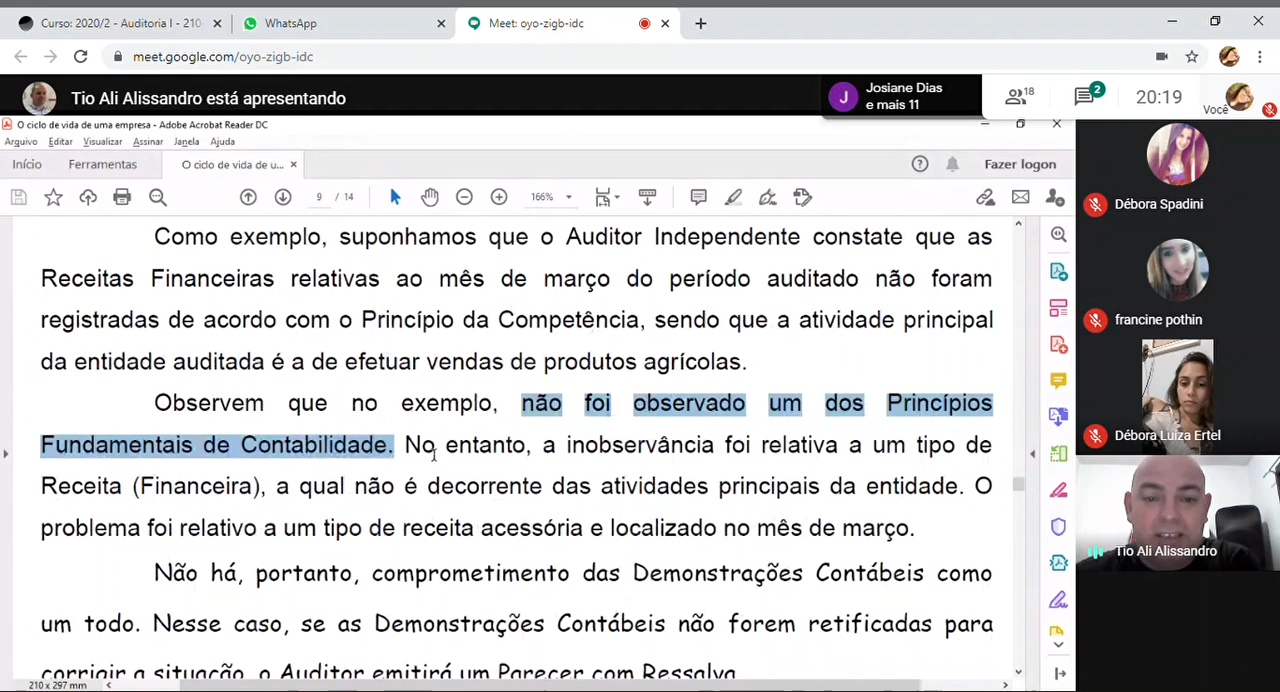 Curso: 2020/2 - Auditoria I - 210
WhatsApp
Meet: oyo-zigb-idc
meet.google.com/oyo-zigb-idc
Tio Ali Alissandro está apresentando
J
Josiane Dias
e mais 11
18
2
20:19
Você
O ciclo de vida de uma empresa - Adobe Acrobat Reader DC
Arquivo Editar Visualizar Assinar Janela Ajuda
Início Ferramentas O ciclo de vida de u... Fazer logon
9 / 14 166%
Como exemplo, suponhamos que o Auditor Independente constate que as
Receitas Financeiras relativas ao mês de março do período auditado não foram
registradas de acordo com o Princípio da Competência, sendo que a atividade principal
da entidade auditada é a de efetuar vendas de produtos agrícolas.
Observem que no exemplo, não foi observado um dos Princípios
Fundamentais de Contabilidade. No entanto, a inobservância foi relativa a um tipo de
Receita (Financeira), a qual não é decorrente das atividades principais da entidade. O
problema foi relativo a um tipo de receita acessória e localizado no mês de março.
Não há, portanto, comprometimento das Demonstrações Contábeis como
um todo. Nesse caso, se as Demonstrações Contábeis não forem retificadas para
corrigir a situação, o Auditor emitirá um Parecer com Ressalva
210 x 297 mm
Débora Spadini
francine pothin
Débora Luiza Ertel
Tio Ali Alissandro